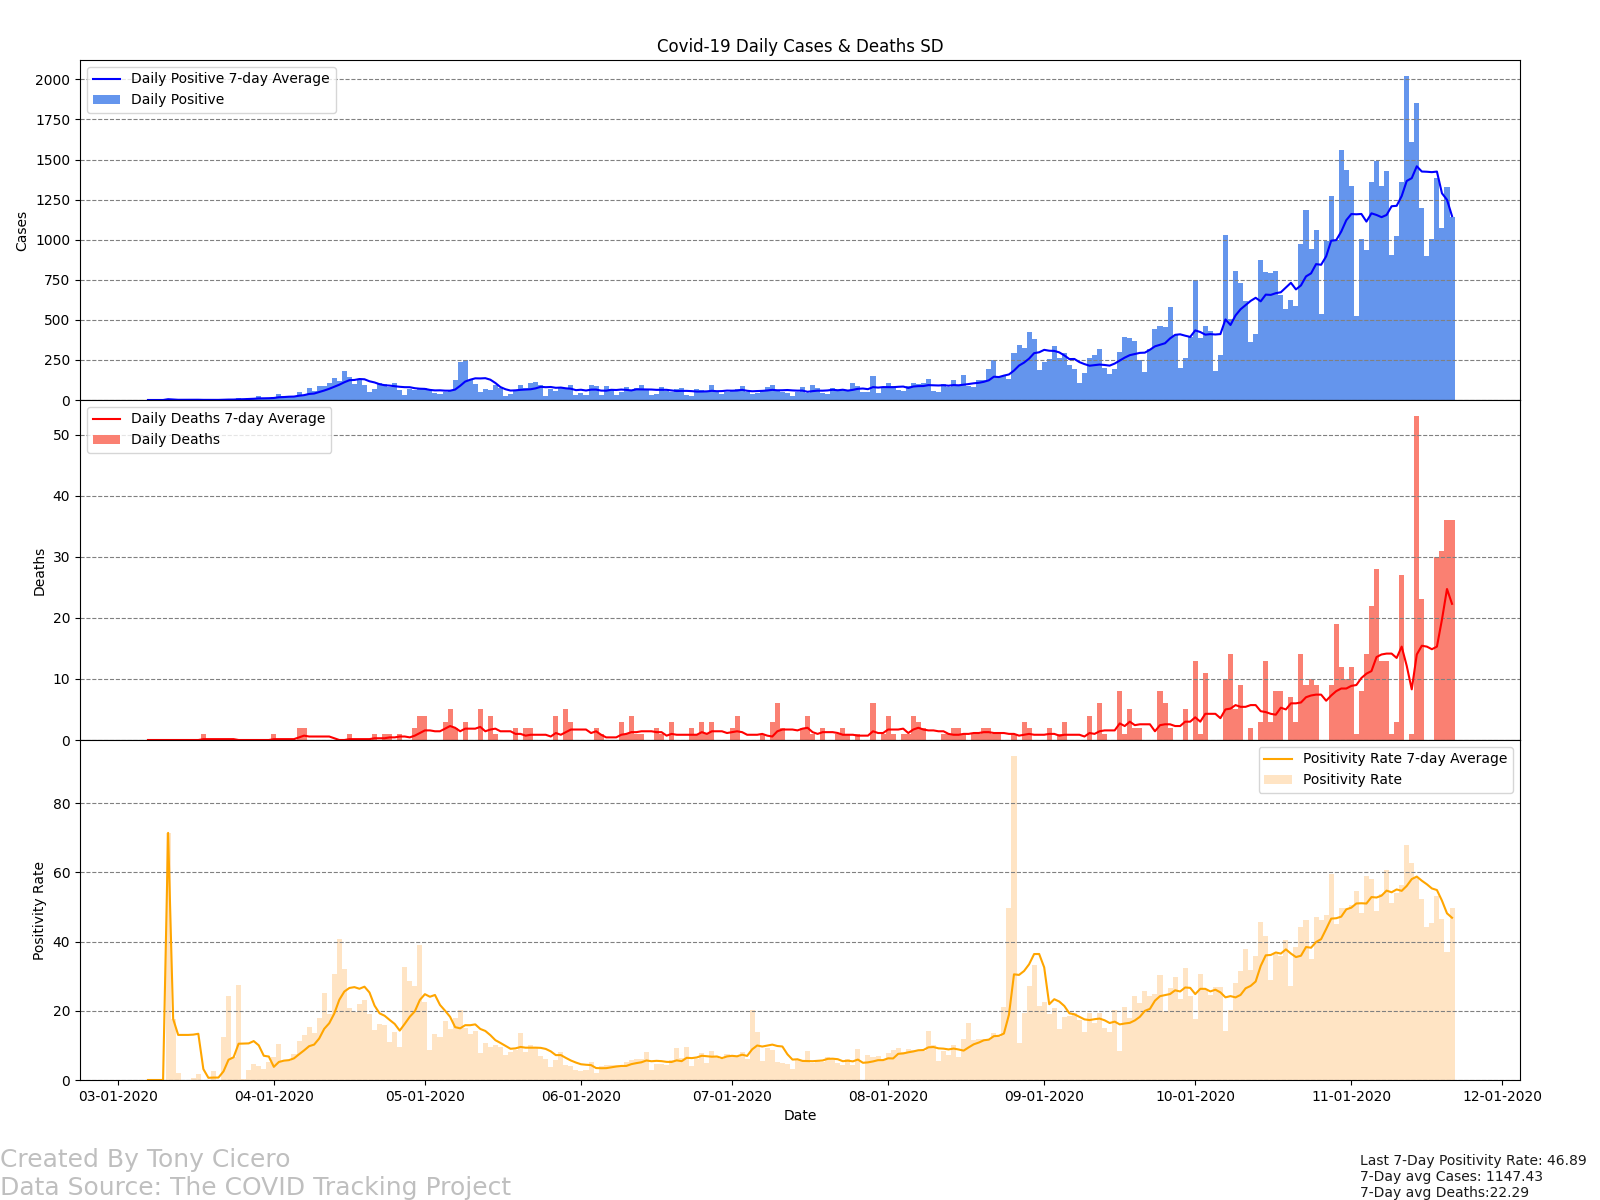 Covid-19 Daily Cases & Deaths SD
Daily Positive 7-day Average
Daily Positive
2000
1750
1500
1250
1000
750
500
250
0
Cases
Daily Deaths 7-day Average
Daily Deaths
50
40
30
20
10
0
Deaths
Positivity Rate 7-day Average
Positivity Rate
80
60
40
20
0
Positivity Rate
03-01-2020 04-01-2020 05-01-2020 06-01-2020 07-01-2020 08-01-2020 09-01-2020 10-01-2020 11-01-2020 12-01-2020
Date
Created By Tony Cicero
Data Source: The COVID Tracking Project
Last 7-Day Positivity Rate: 46.89
7-Day avg Cases: 1147.43
7-Day avg Deaths:22.29